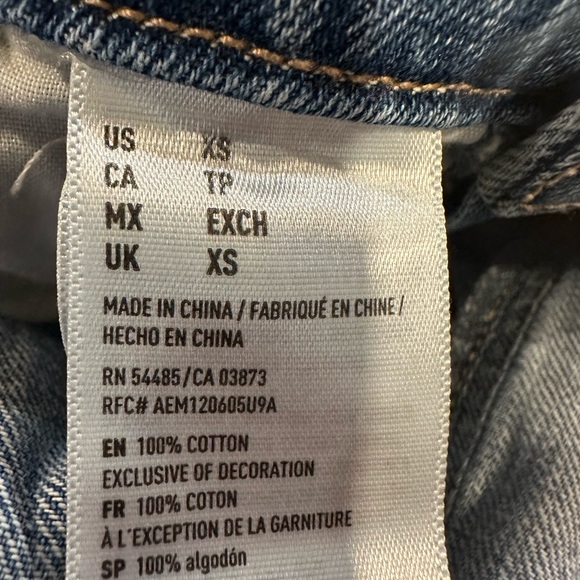 US XS
CA TP
MX EXCH
UK XS
MADE IN CHINA / FABRIQUÉ EN CHINE /
HECHO EN CHINA
RN 54485/CA 03873
RFC# AEM120605U9A
EN 100% COTTON
EXCLUSIVE OF DECORATION
FR 100% COTON
À L'EXCEPTION DE LA GARNITURE
SP 100% algodón